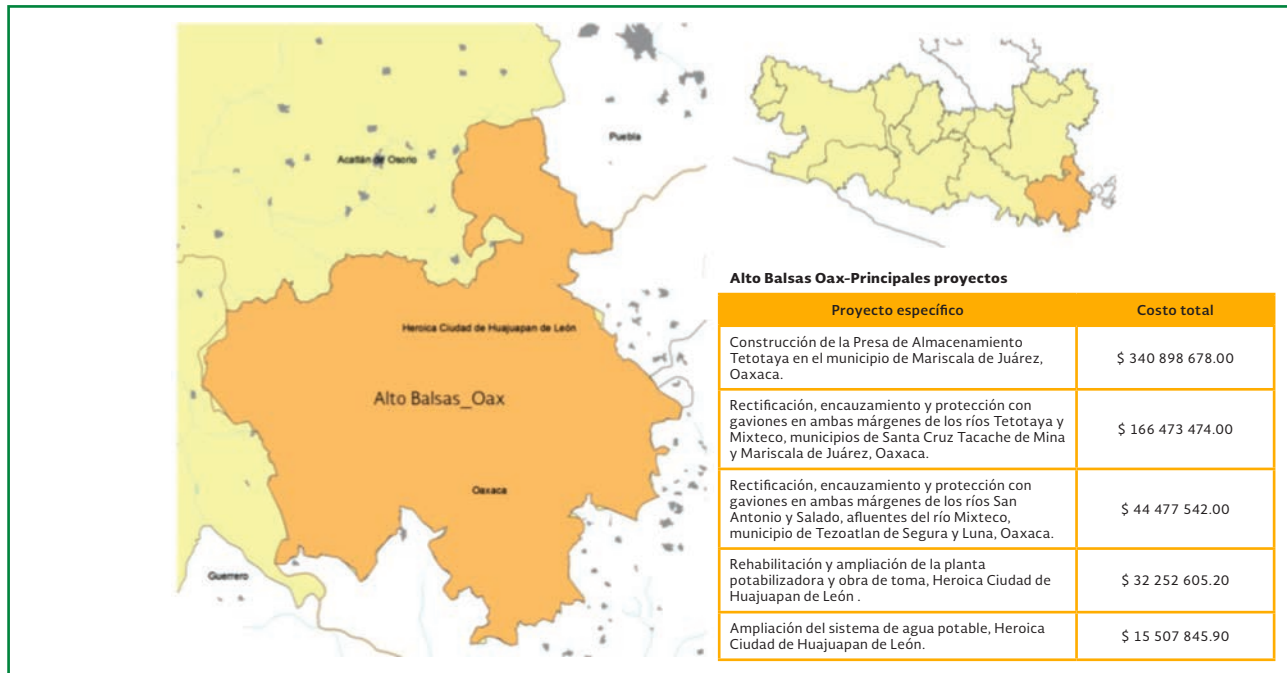 Puebla
Acatlán de Osorio
Heroica Ciudad de Huajuapan de León
Alto Balsas_Oax
Oaxaca
Guerrero
Alto Balsas Oax-Principales proyectos
Proyecto específico
Costo total
Construcción de la Presa de Almacenamiento
Tetotaya en el municipio de Mariscala de Juárez,
Oaxaca.
$ 340 898 678.00
Rectificación, encauzamiento y protección con
gaviones en ambas márgenes de los ríos Tetotaya y
Mixteco, municipios de Santa Cruz Tacache de Mina
y Mariscala de Juárez, Oaxaca.
$ 166 473 474.00
Rectificación, encauzamiento y protección con
gaviones en ambas márgenes de los ríos San
Antonio y Salado, afluentes del río Mixteco,
municipio de Tezoatlan de Segura y Luna, Oaxaca.
$ 44 477 542.00
Rehabilitación y ampliación de la planta
potabilizadora y obra de toma, Heroica Ciudad de
Huajuapan de León .
$ 32 252 605.20
Ampliación del sistema de agua potable, Heroica
Ciudad de Huajuapan de León.
$ 15 507 845.90